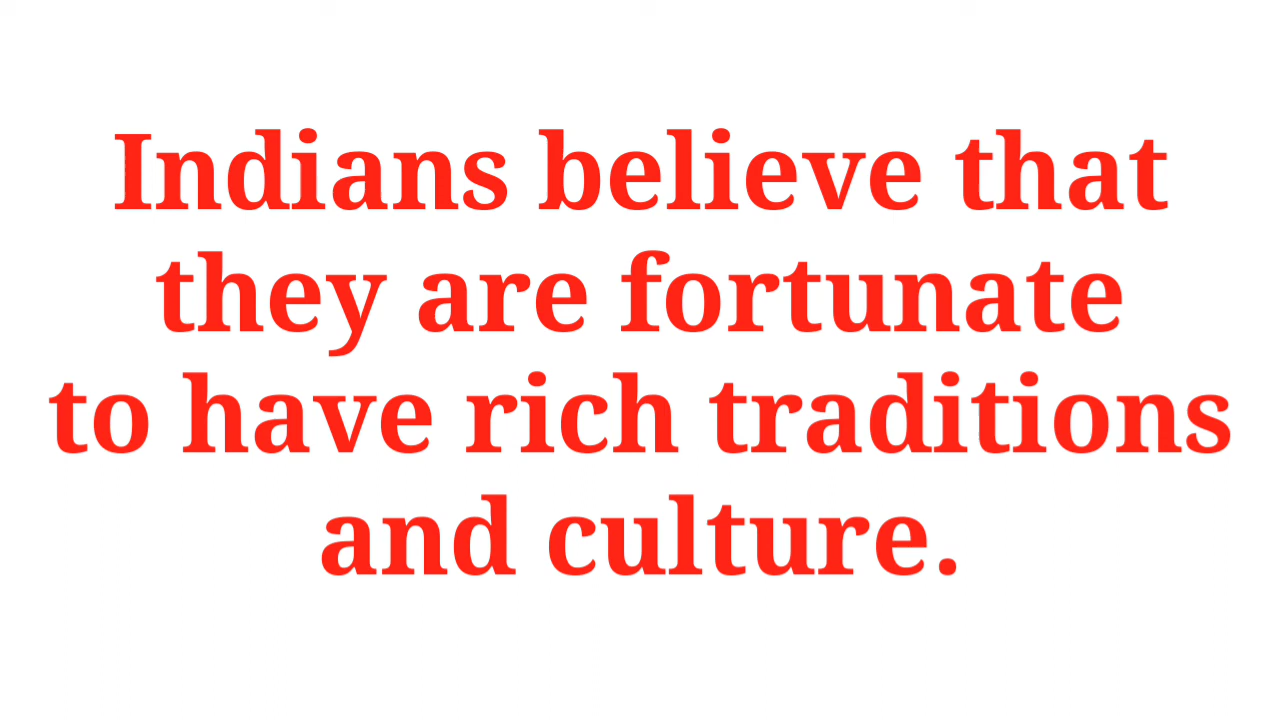 Indians believe that
they are fortunate
to have rich traditions
and culture.